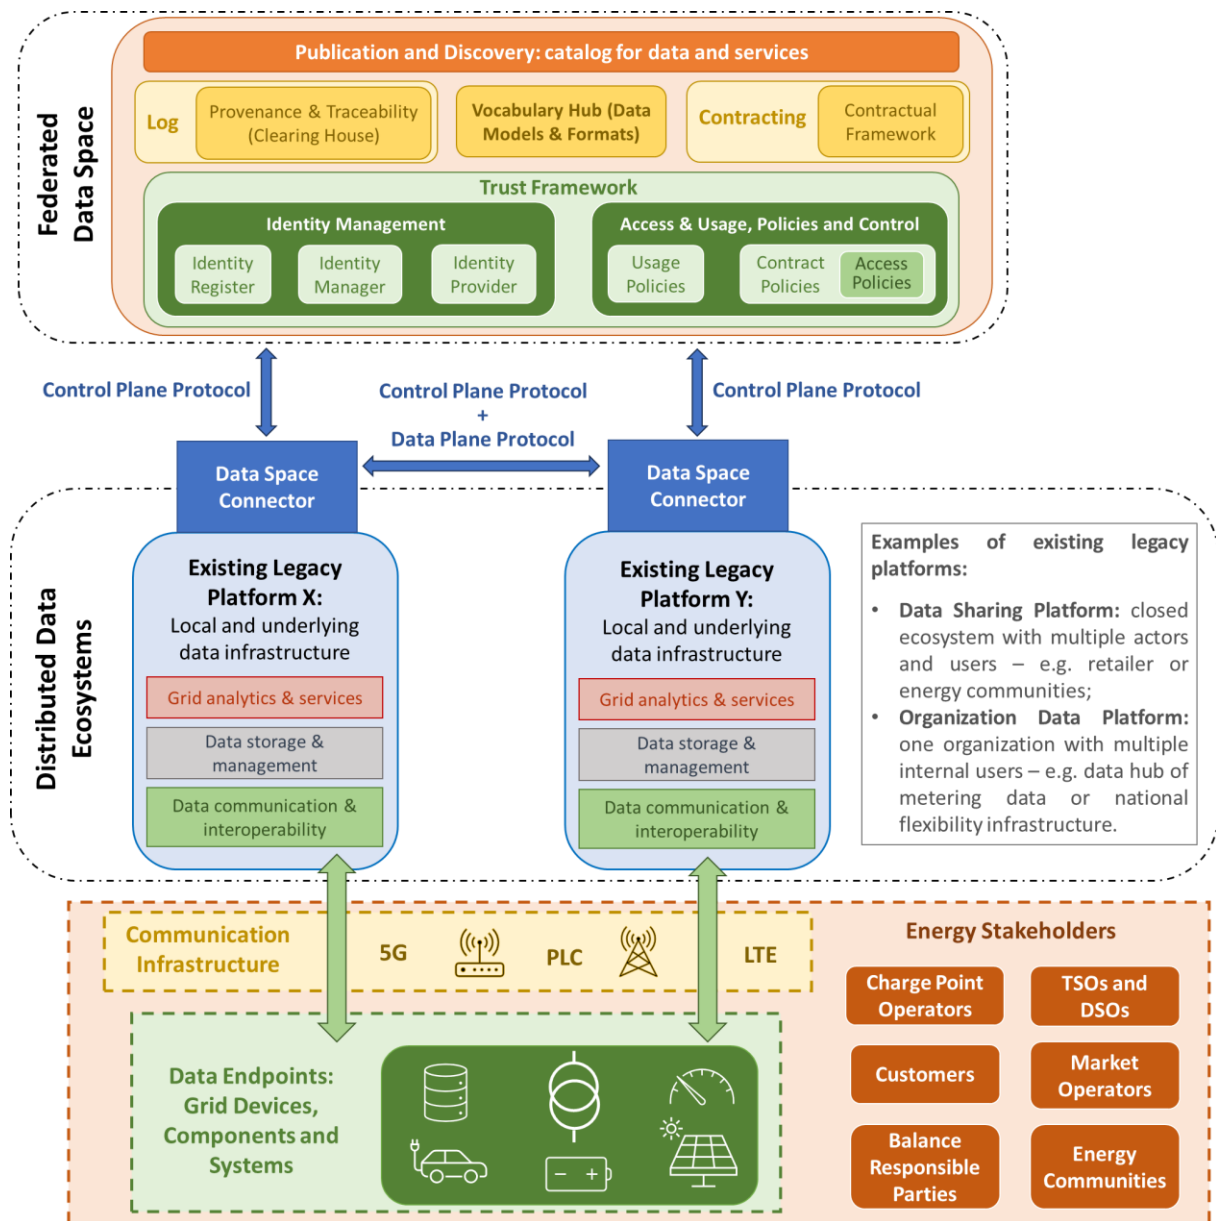 Federated
Data Space
Publication and Discovery: catalog for data and services
Log
Provenance & Traceability
(Clearing House)
Vocabulary Hub (Data
Models & Formats)
Contracting
Contractual
Framework
Trust Framework
Identity Management
Identity
Register
Identity
Manager
Identity
Provider
Access & Usage, Policies and Control
Usage
Policies
Contract
Policies
Access
Policies
Control Plane Protocol
Control Plane Protocol
+
Data Plane Protocol
Control Plane Protocol
Data Space
Connector
Data Space
Connector
Distributed Data
Ecosystems
Existing Legacy
Platform X:
Local and underlying
data infrastructure
Grid analytics & services
Data storage &
management
Data communication &
interoperability
Existing Legacy
Platform Y:
Local and underlying
data infrastructure
Grid analytics & services
Data storage &
management
Data communication &
interoperability
Examples of existing legacy
platforms:
• Data Sharing Platform: closed
ecosystem with multiple actors
and users – e.g. retailer or
energy communities;
• Organization Data Platform:
one organization with multiple
internal users – e.g. data hub of
metering data or national
flexibility infrastructure.
Communication
Infrastructure
5G
PLC
LTE
Data Endpoints:
Grid Devices,
Components and
Systems
Energy Stakeholders
Charge Point
Operators
TSOs and
DSOs
Customers
Market
Operators
Balance
Responsible
Parties
Energy
Communities